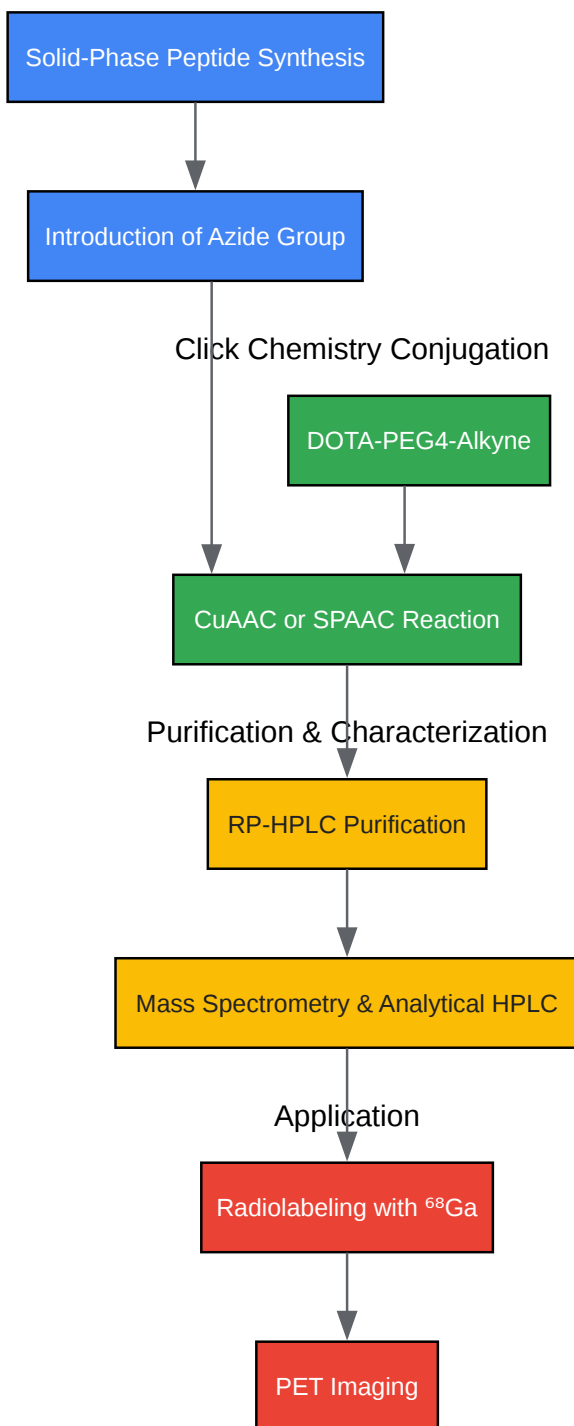 Solid-Phase Peptide Synthesis
Introduction of Azide Group
Click Chemistry Conjugation
DOTA-PEG4-Alkyne
CuAAC or SPAAC Reaction
Purification & Characterization
RP-HPLC Purification
Mass Spectrometry & Analytical HPLC
Application
Radiolabeling with ⁶⁸Ga
PET Imaging